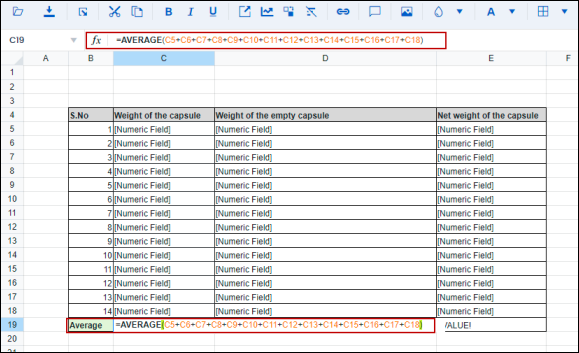 B I U A
C19 fx =AVERAGE(C5+C6+C7+C8+C9+C10+C11+C12+C13+C14+C15+C16+C17+C18)
A B C D E F
1
2
3
4 S.No Weight of the capsule Weight of the empty capsule Net weight of the capsule
5 1 [Numeric Field] [Numeric Field] [Numeric Field]
6 2 [Numeric Field] [Numeric Field] [Numeric Field]
7 3 [Numeric Field] [Numeric Field] [Numeric Field]
8 4 [Numeric Field] [Numeric Field] [Numeric Field]
9 5 [Numeric Field] [Numeric Field] [Numeric Field]
10 6 [Numeric Field] [Numeric Field] [Numeric Field]
11 7 [Numeric Field] [Numeric Field] [Numeric Field]
12 8 [Numeric Field] [Numeric Field] [Numeric Field]
13 9 [Numeric Field] [Numeric Field] [Numeric Field]
14 10 [Numeric Field] [Numeric Field] [Numeric Field]
15 11 [Numeric Field] [Numeric Field] [Numeric Field]
16 12 [Numeric Field] [Numeric Field] [Numeric Field]
17 13 [Numeric Field] [Numeric Field] [Numeric Field]
18 14 [Numeric Field] [Numeric Field] [Numeric Field]
19 Average =AVERAGE(C5+C6+C7+C8+C9+C10+C11+C12+C13+C14+C15+C16+C17+C18) /ALUE!